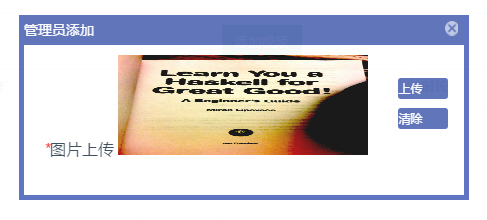 管理员添加
Learn You a
Haskell for
Great Good!
A Beginner's Guide
Miran Lipovača
上传
清除
*图片上传